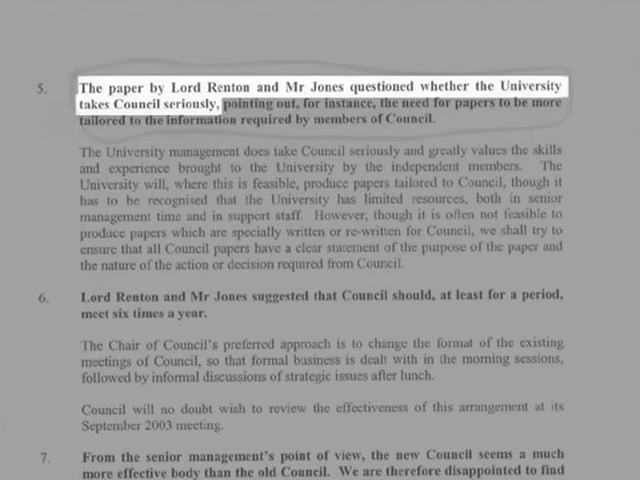 5. The paper by Lord Renton and Mr Jones questioned whether the University
takes Council seriously, pointing out, for instance, the need for papers to be more
tailored to the information required by members of Council.
The University management does take Council seriously and greatly values the skills
and experience brought to the University by the independent members. The
University will, where this is feasible, produce papers tailored to Council, though it
has to be recognised that the University has limited resources, both in senior
management time and in support staff. However, though it is often not feasible to
produce papers which are specially written or re-written for Council, we shall try to
ensure that all Council papers have a clear statement of the purpose of the paper and
the nature of the action or decision required from Council.
6. Lord Renton and Mr Jones suggested that Council should, at least for a period,
meet six times a year.
The Chair of Council's preferred approach is to change the format of the existing
meetings of Council, so that formal business is dealt with in the morning sessions,
followed by informal discussions of strategic issues after lunch.
Council will no doubt wish to review the effectiveness of this arrangement at its
September 2003 meeting.
7. From the senior management's point of view, the new Council seems a much
more effective body than the old Council. We are therefore disappointed to find